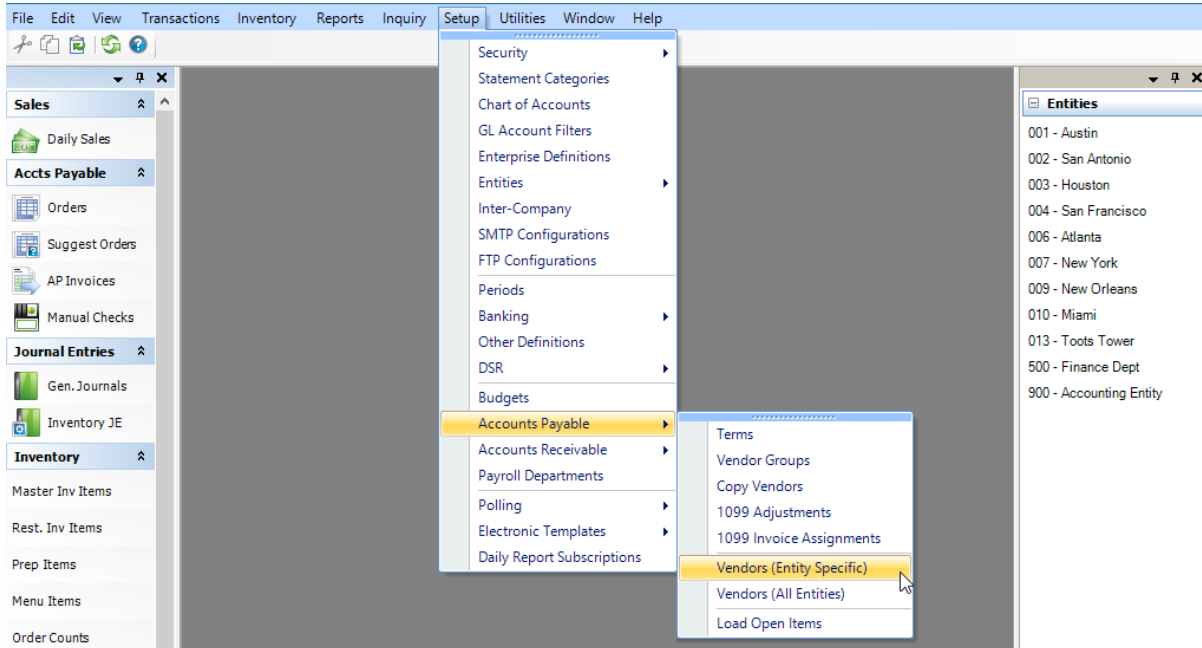 File Edit View Transactions Inventory Reports Inquiry Setup Utilities Window Help
Sales
Daily Sales
Accts Payable
Orders
Suggest Orders
AP Invoices
Manual Checks
Journal Entries
Gen. Journals
Inventory JE
Inventory
Master Inv Items
Rest. Inv Items
Prep Items
Menu Items
Order Counts
Security
Statement Categories
Chart of Accounts
GL Account Filters
Enterprise Definitions
Entities
Inter-Company
SMTP Configurations
FTP Configurations
Periods
Banking
Other Definitions
DSR
Budgets
Accounts Payable
Accounts Receivable
Payroll Departments
Polling
Electronic Templates
Daily Report Subscriptions
Terms
Vendor Groups
Copy Vendors
1099 Adjustments
1099 Invoice Assignments
Vendors (Entity Specific)
Vendors (All Entities)
Load Open Items
Entities
001 - Austin
002 - San Antonio
003 - Houston
004 - San Francisco
006 - Atlanta
007 - New York
009 - New Orleans
010 - Miami
013 - Toots Tower
500 - Finance Dept
900 - Accounting Entity